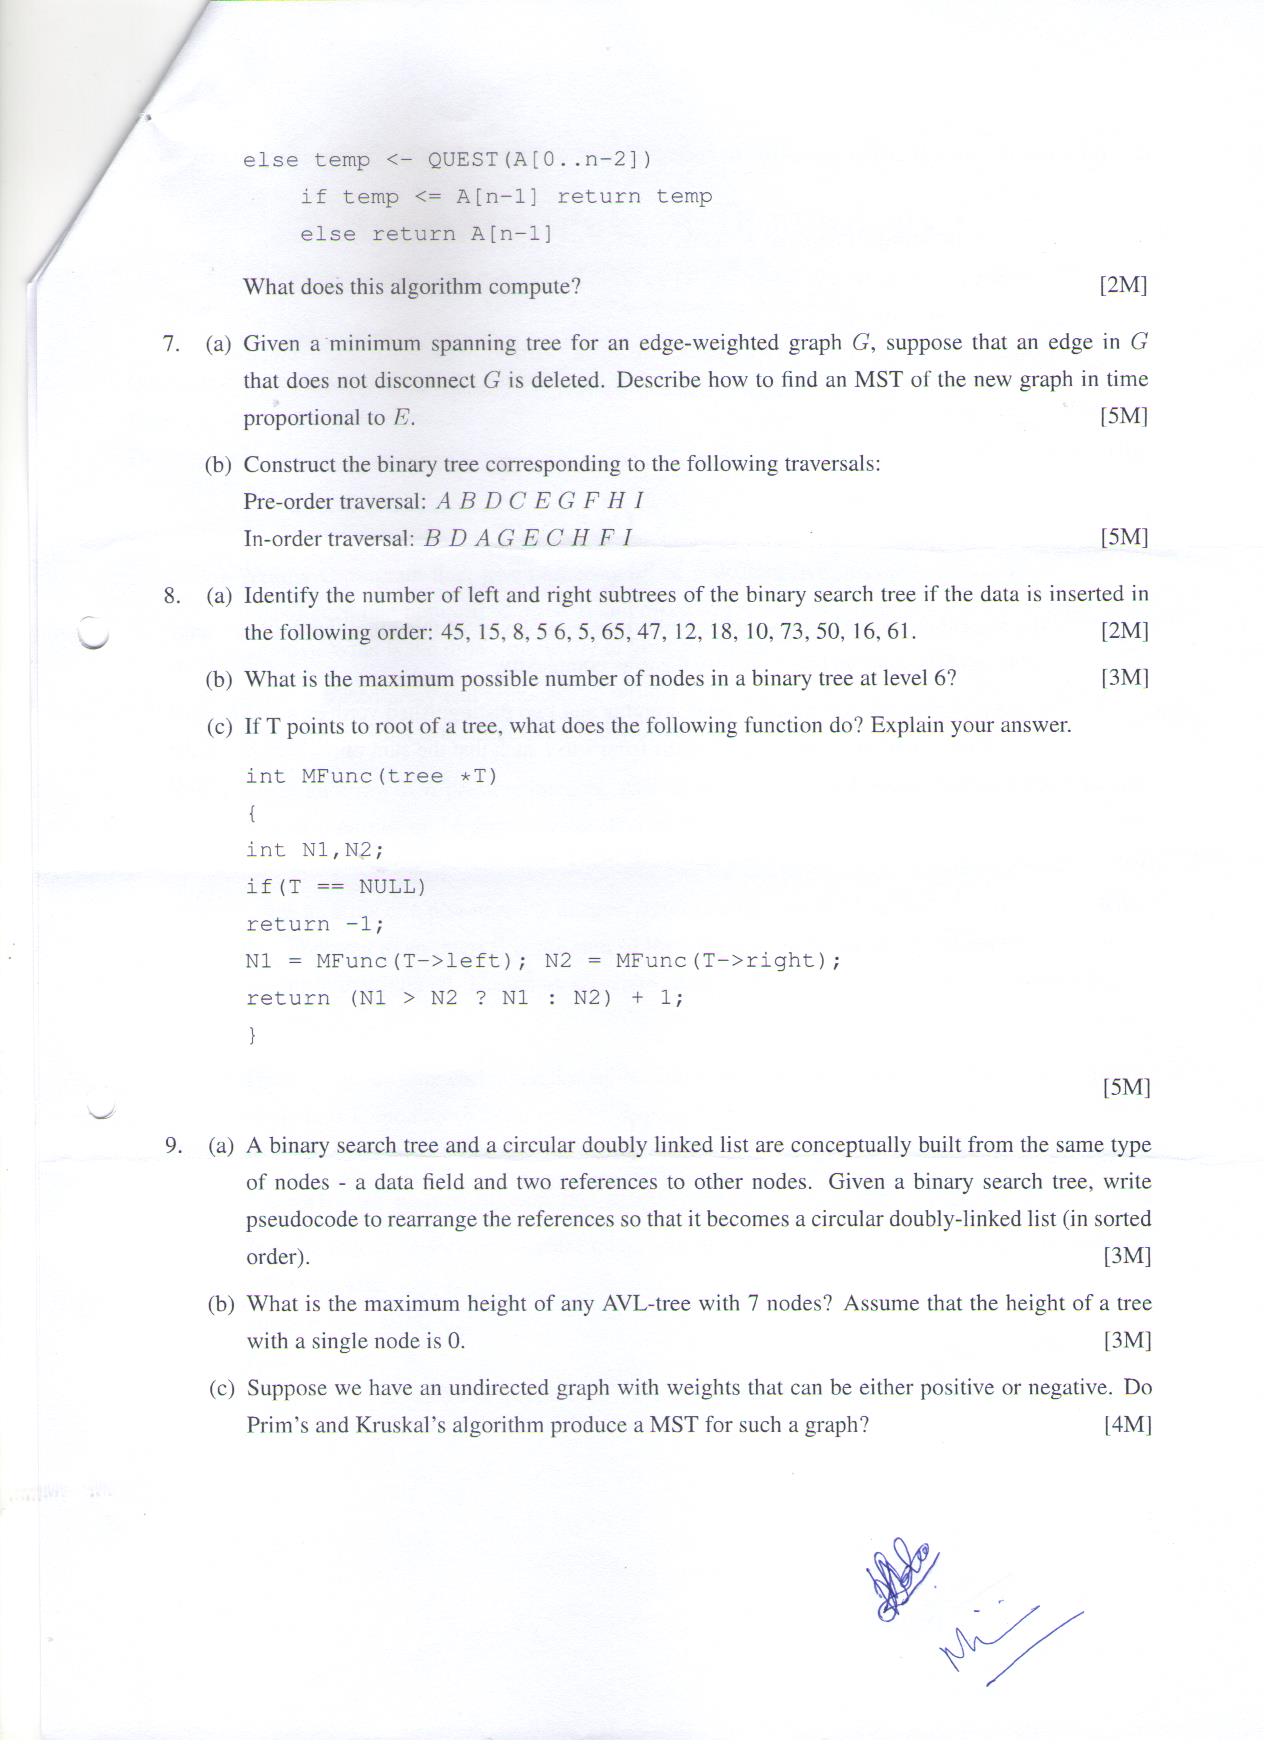 else temp <- QUEST(A[0..n-2])
if temp <= A[n-1] return temp
else return A[n-1]
What does this algorithm compute? [2M]
7. (a) Given a minimum spanning tree for an edge-weighted graph G, suppose that an edge in G
that does not disconnect G is deleted. Describe how to find an MST of the new graph in time
proportional to E. [5M]
(b) Construct the binary tree corresponding to the following traversals:
Pre-order traversal: A B D C E G F H I
In-order traversal: B D A G E C H F I [5M]
8. (a) Identify the number of left and right subtrees of the binary search tree if the data is inserted in
the following order: 45, 15, 8, 5 6, 5, 65, 47, 12, 18, 10, 73, 50, 16, 61. [2M]
(b) What is the maximum possible number of nodes in a binary tree at level 6? [3M]
(c) If T points to root of a tree, what does the following function do? Explain your answer.
int MFunc(tree *T)
{
int N1,N2;
if(T == NULL)
return -1;
N1 = MFunc(T->left); N2 = MFunc(T->right);
return (N1 > N2 ? N1 : N2) + 1;
}
[5M]
9. (a) A binary search tree and a circular doubly linked list are conceptually built from the same type
of nodes - a data field and two references to other nodes. Given a binary search tree, write
pseudocode to rearrange the references so that it becomes a circular doubly-linked list (in sorted
order). [3M]
(b) What is the maximum height of any AVL-tree with 7 nodes? Assume that the height of a tree
with a single node is 0. [3M]
(c) Suppose we have an undirected graph with weights that can be either positive or negative. Do
Prim's and Kruskal's algorithm produce a MST for such a graph? [4M]